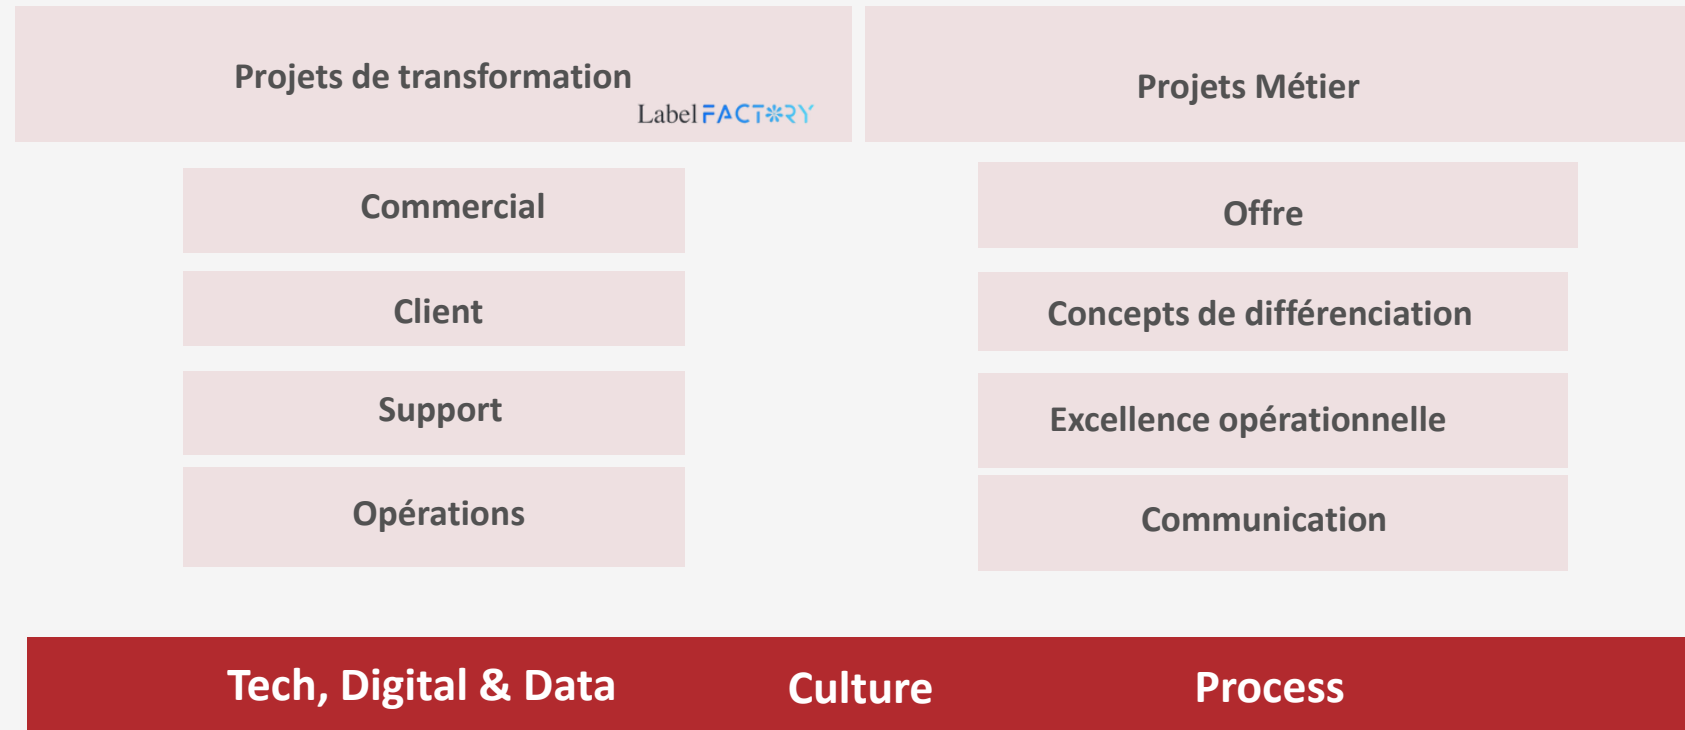 Projets de transformation
Label FACTORY
Projets Métier
Commercial
Client
Support
Opérations
Offre
Concepts de différenciation
Excellence opérationnelle
Communication
Tech, Digital & Data
Culture
Process